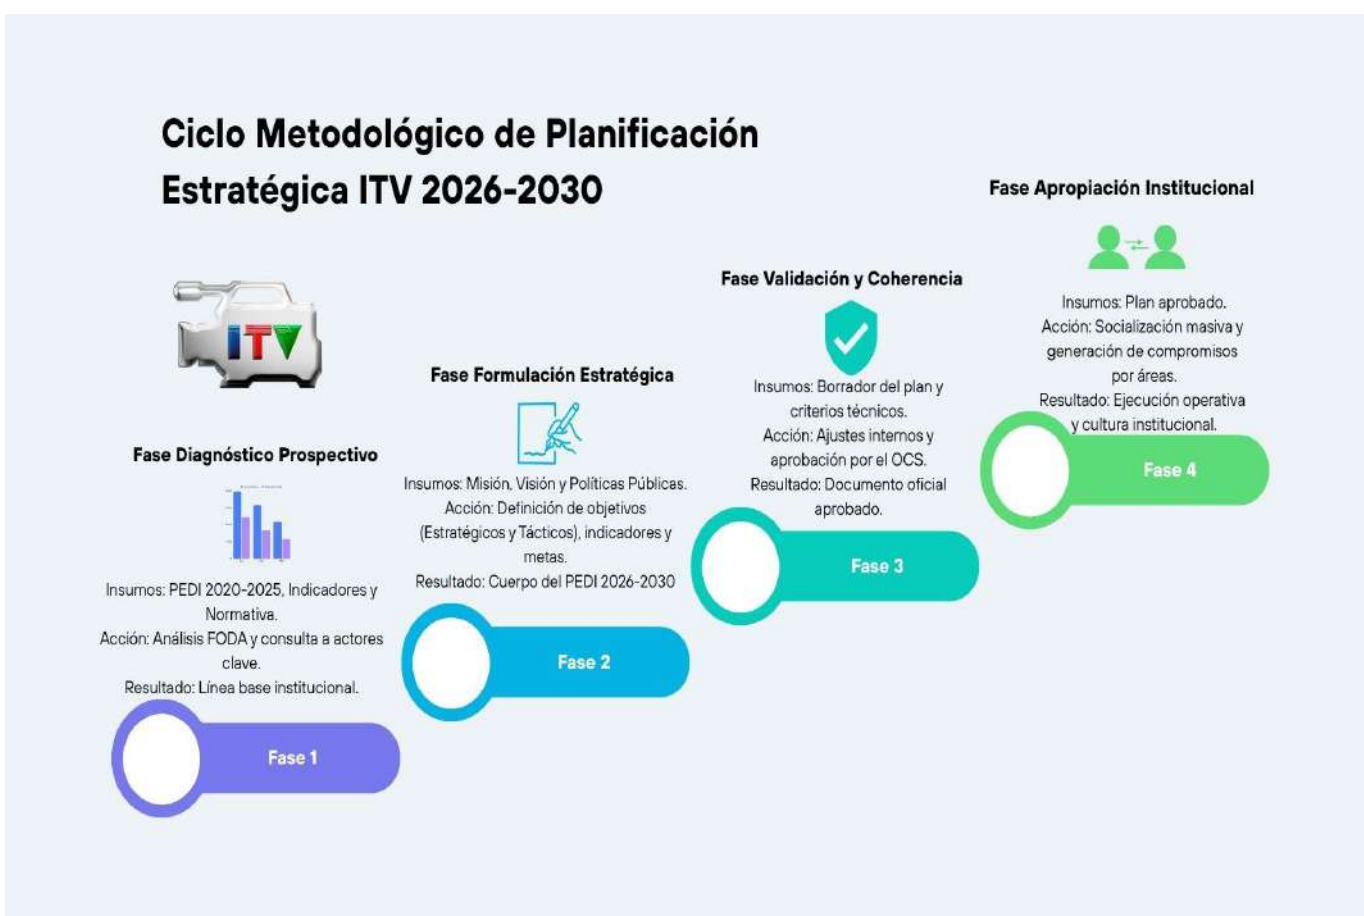 Ciclo Metodológico de Planificación
Estratégica ITV 2026-2030
ITV
Fase Diagnóstico Prospectivo
Insumos: PEDI 2020-2025, Indicadores y
Normativa.
Acción: Análisis FODA y consulta a actores
clave.
Resultado: Línea base institucional.
Fase 1
Fase Formulación Estratégica
Insumos: Misión, Visión y Políticas Públicas.
Acción: Definición de objetivos
(Estratégicos y Tácticos), indicadores y
metas.
Resultado: Cuerpo del PEDI 2026-2030
Fase 2
Fase Validación y Coherencia
Insumos: Borrador del plan y
criterios técnicos.
Acción: Ajustes internos y
aprobación por el OCS.
Resultado: Documento oficial
aprobado.
Fase 3
Fase Apropiación Institucional
Insumos: Plan aprobado.
Acción: Socialización masiva y
generación de compromisos
por áreas.
Resultado: Ejecución operativa
y cultura institucional.
Fase 4